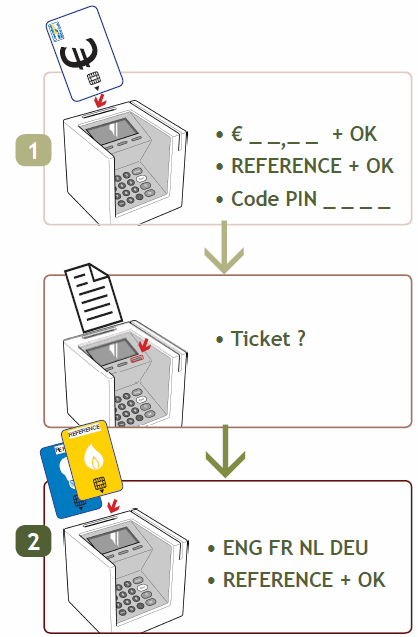 €
1
• € _ _,_ _ + OK
• REFERENCE + OK
• Code PIN _ _ _ _
• Ticket ?
REFERENCE
2
• ENG FR NL DEU
• REFERENCE + OK